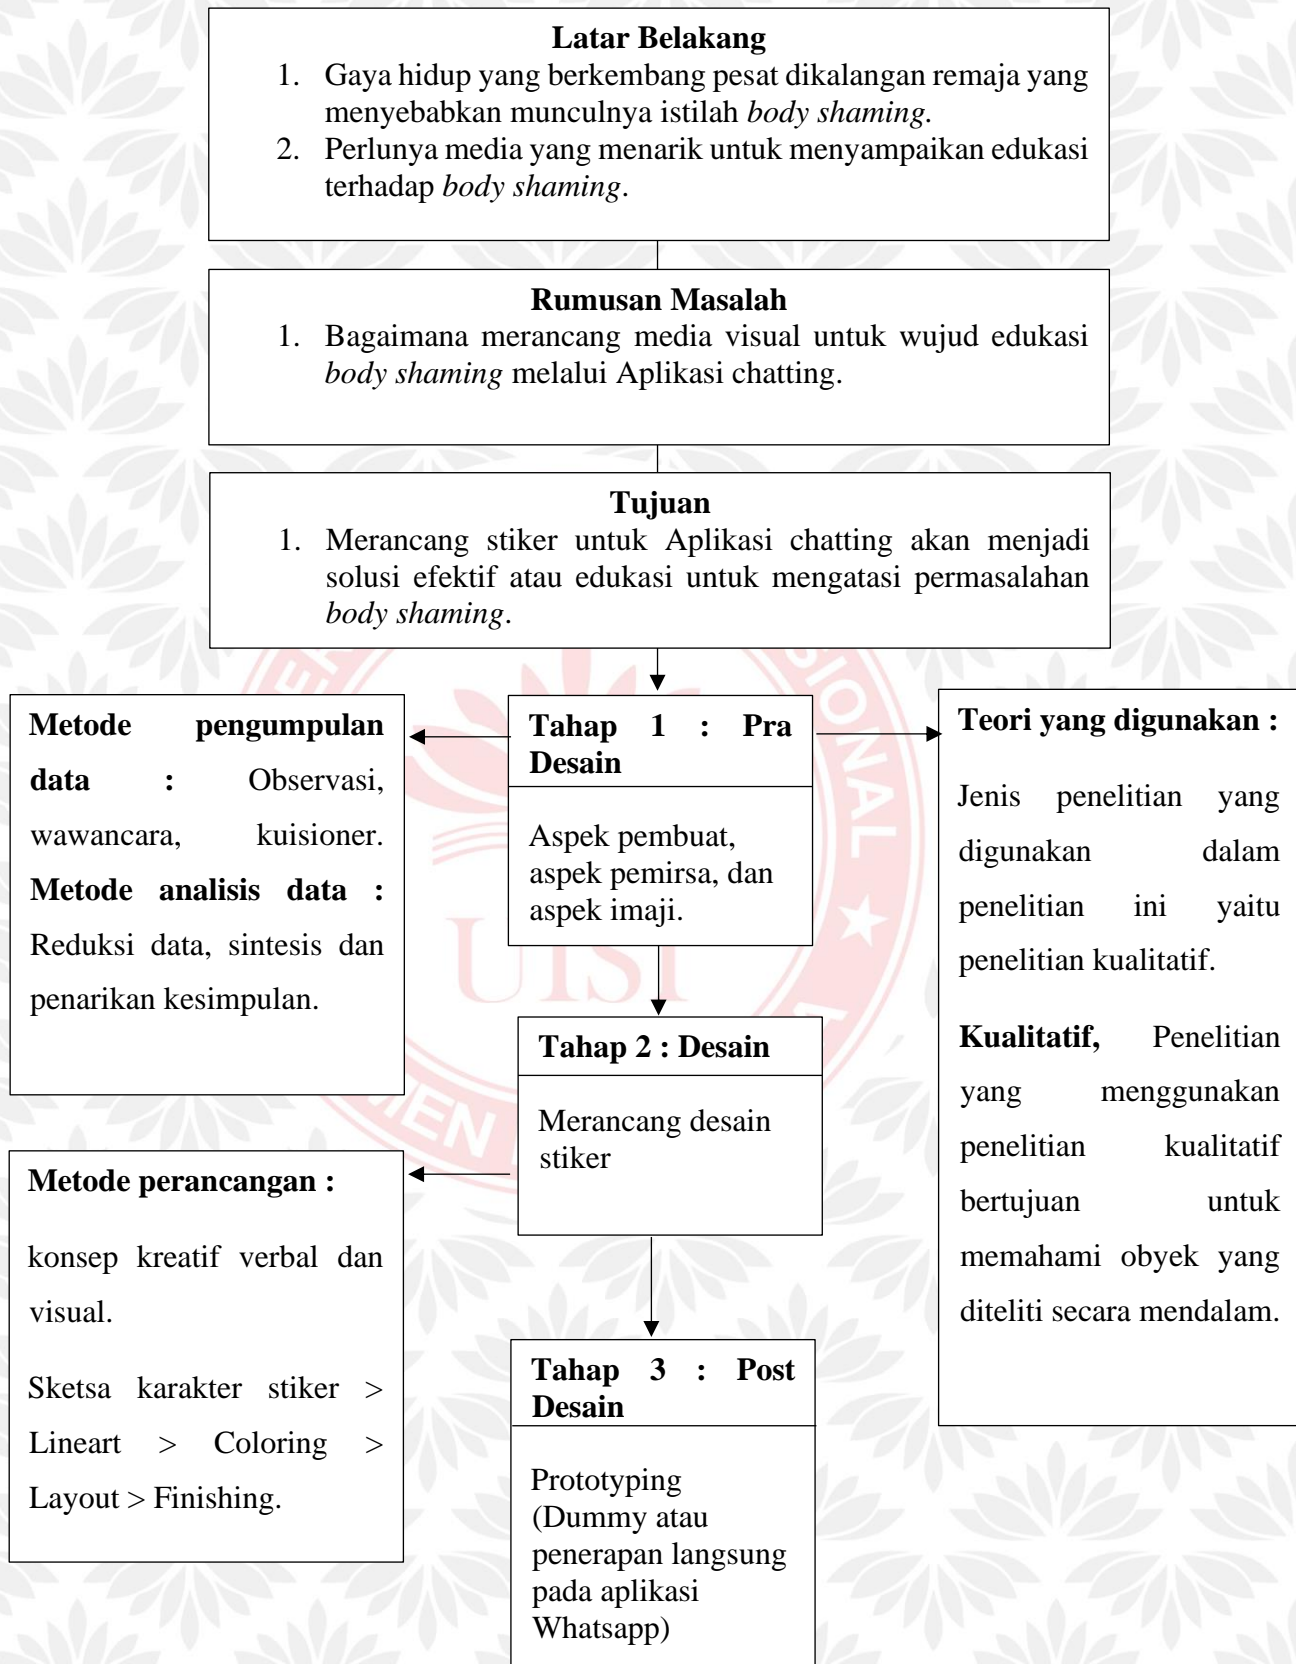 Latar Belakang
1. Gaya hidup yang berkembang pesat dikalangan remaja yang
menyebabkan munculnya istilah body shaming.
2. Perlunya media yang menarik untuk menyampaikan edukasi
terhadap body shaming.
Rumusan Masalah
1. Bagaimana merancang media visual untuk wujud edukasi
body shaming melalui Aplikasi chatting.
Tujuan
1. Merancang stiker untuk Aplikasi chatting akan menjadi
solusi efektif atau edukasi untuk mengatasi permasalahan
body shaming.
Metode pengumpulan
data : Observasi,
wawancara, kuisioner.
Metode analisis data :
Reduksi data, sintesis dan
penarikan kesimpulan.
Tahap 1 : Pra
Desain
Aspek pembuat,
aspek pemirsa, dan
aspek imaji.
Teori yang digunakan :
Jenis penelitian yang
digunakan dalam
penelitian ini yaitu
penelitian kualitatif.
Kualitatif, Penelitian
yang menggunakan
penelitian kualitatif
bertujuan untuk
memahami obyek yang
diteliti secara mendalam.
Tahap 2 : Desain
Merancang desain
stiker
Metode perancangan :
konsep kreatif verbal dan
visual.
Sketsa karakter stiker >
Lineart > Coloring >
Layout > Finishing.
Tahap 3 : Post
Desain
Prototyping
(Dummy atau
penerapan langsung
pada aplikasi
Whatsapp)
UISI